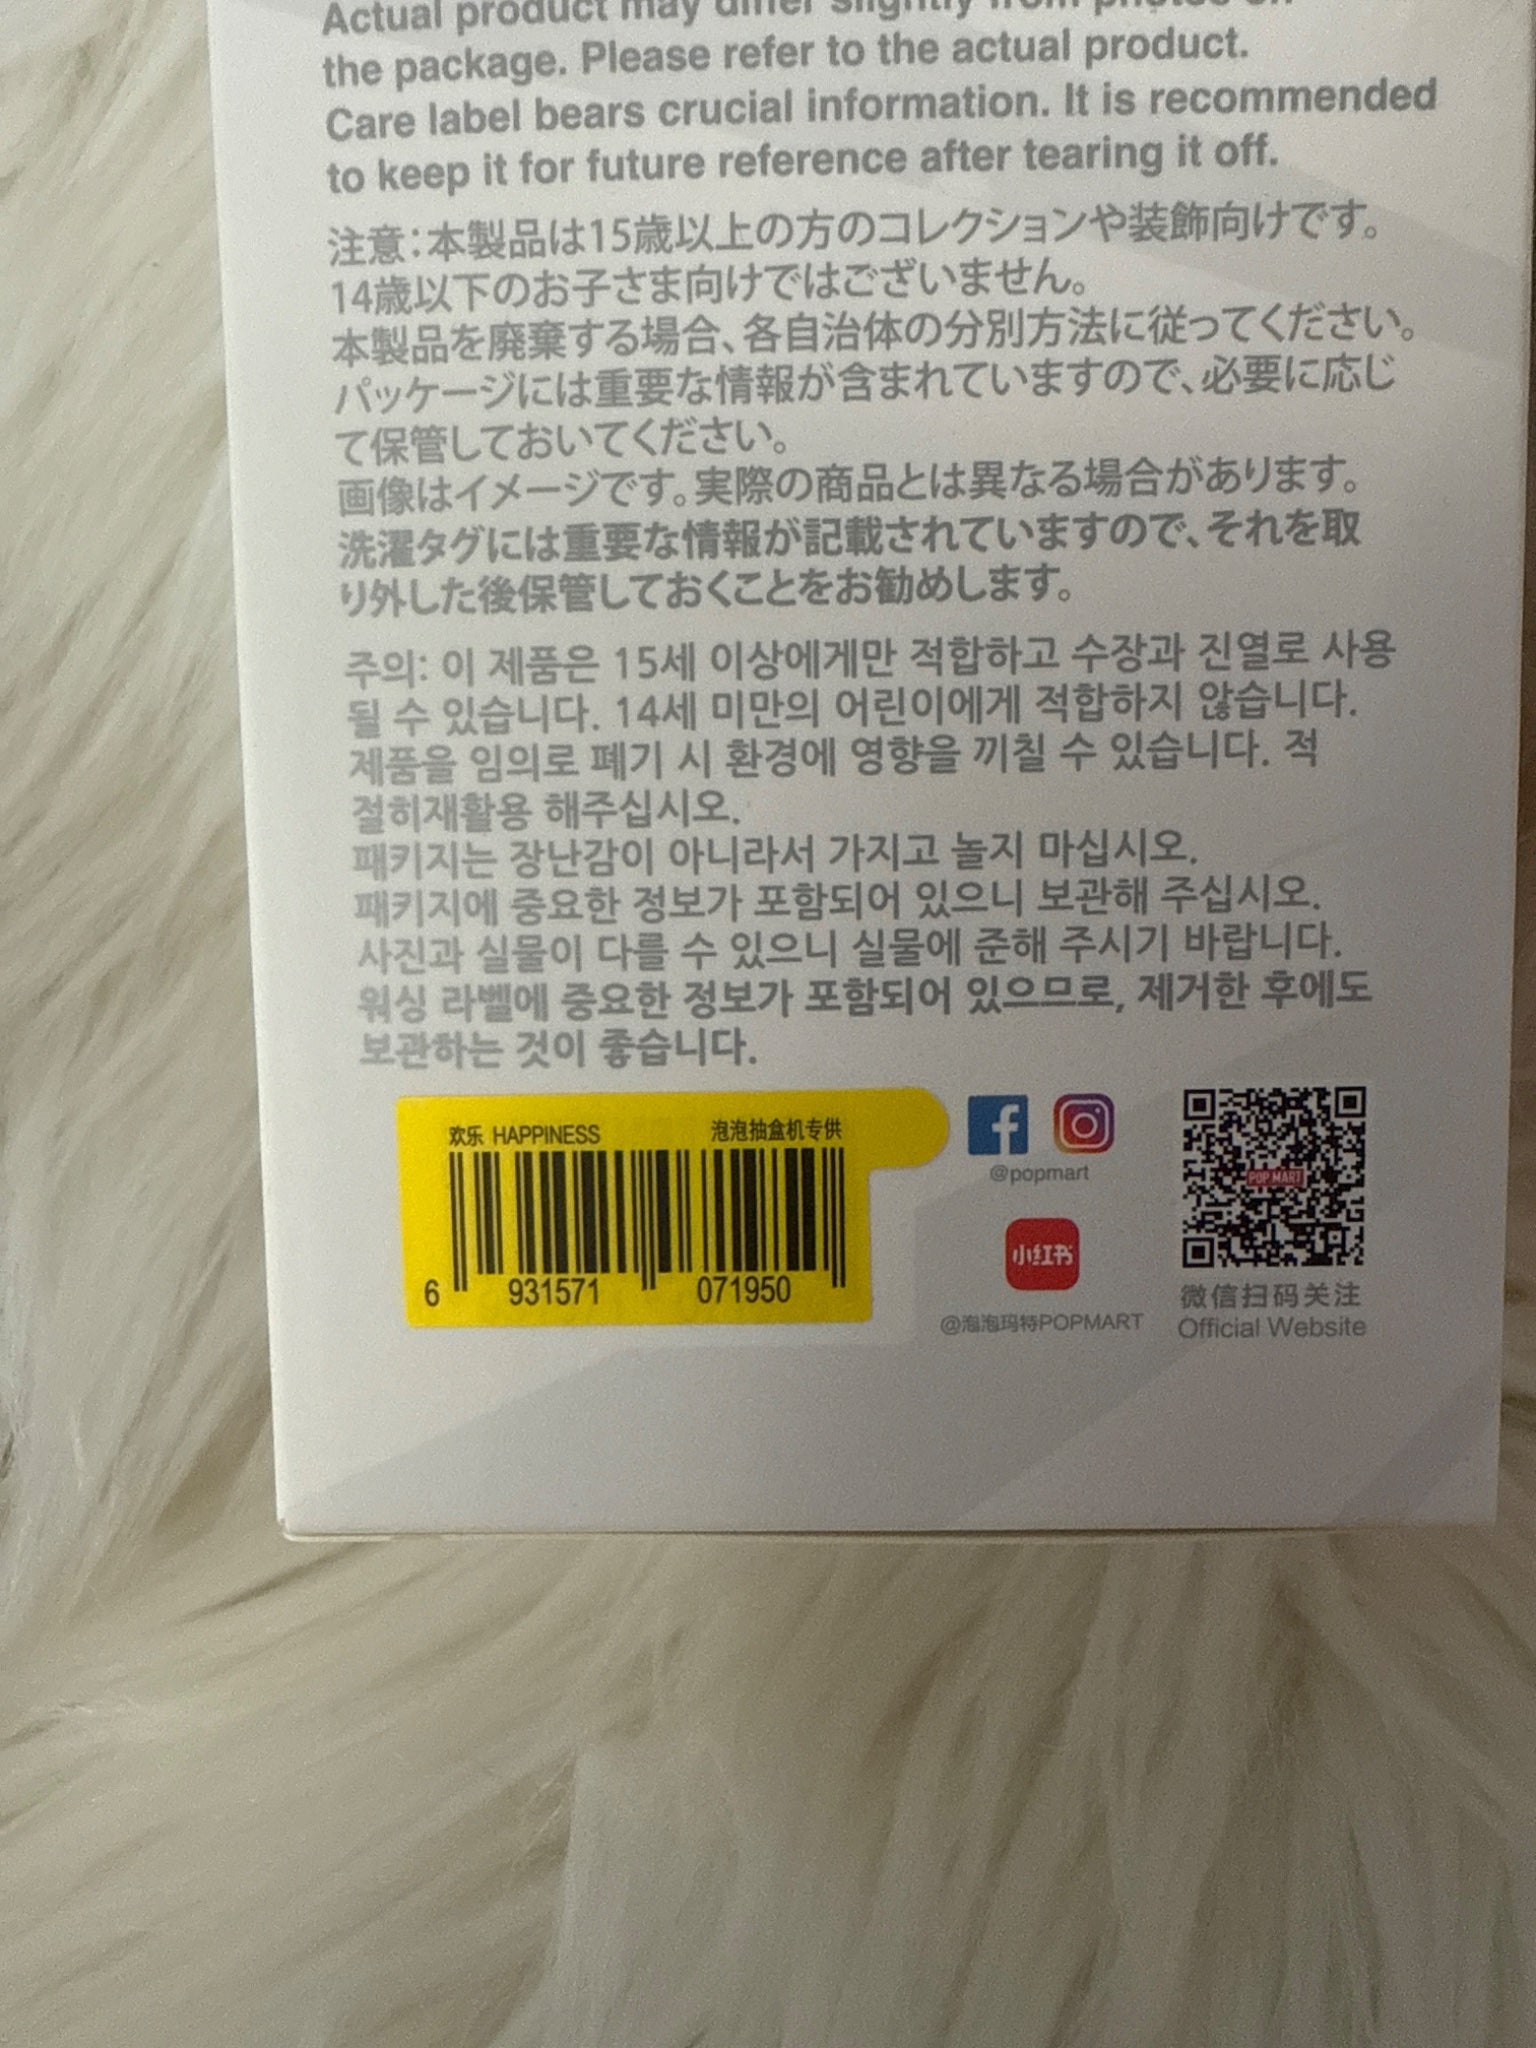 Actual product may differ slightly from photos on
the package. Please refer to the actual product.
Care label bears crucial information. It is recommended
to keep it for future reference after tearing it off.
注意：本製品は15歳以上の方のコレクションや装飾向けです。
14歳以下のお子さま向けではございません。
本製品を廃棄する場合、各自治体の分別方法に従ってください。
パッケージには重要な情報が含まれていますので、必要に応じ
て保管しておいてください。
画像はイメージです。実際の商品とは異なる場合があります。
洗濯タグには重要な情報が記載されていますので、それを取
り外した後保管しておくことをお勧めします。
주의: 이 제품은 15세 이상에게만 적합하고 수장과 진열로 사용
될 수 있습니다. 14세 미만의 어린이에게 적합하지 않습니다.
제품을 임의로 폐기 시 환경에 영향을 끼칠 수 있습니다. 적
절히재활용 해주십시오.
패키지는 장난감이 아니라서 가지고 놀지 마십시오.
패키지에 중요한 정보가 포함되어 있으니 보관해 주십시오.
사진과 실물이 다를 수 있으니 실물에 준해 주시기 바랍니다.
워싱 라벨에 중요한 정보가 포함되어 있으므로, 제거한 후에도
보관하는 것이 좋습니다.
欢乐 HAPPINESS 泡泡抽盒机专供
6 931571 071950
@popmart
小红书
@泡泡玛特POPMART
POP MART
微信扫码关注
Official Website